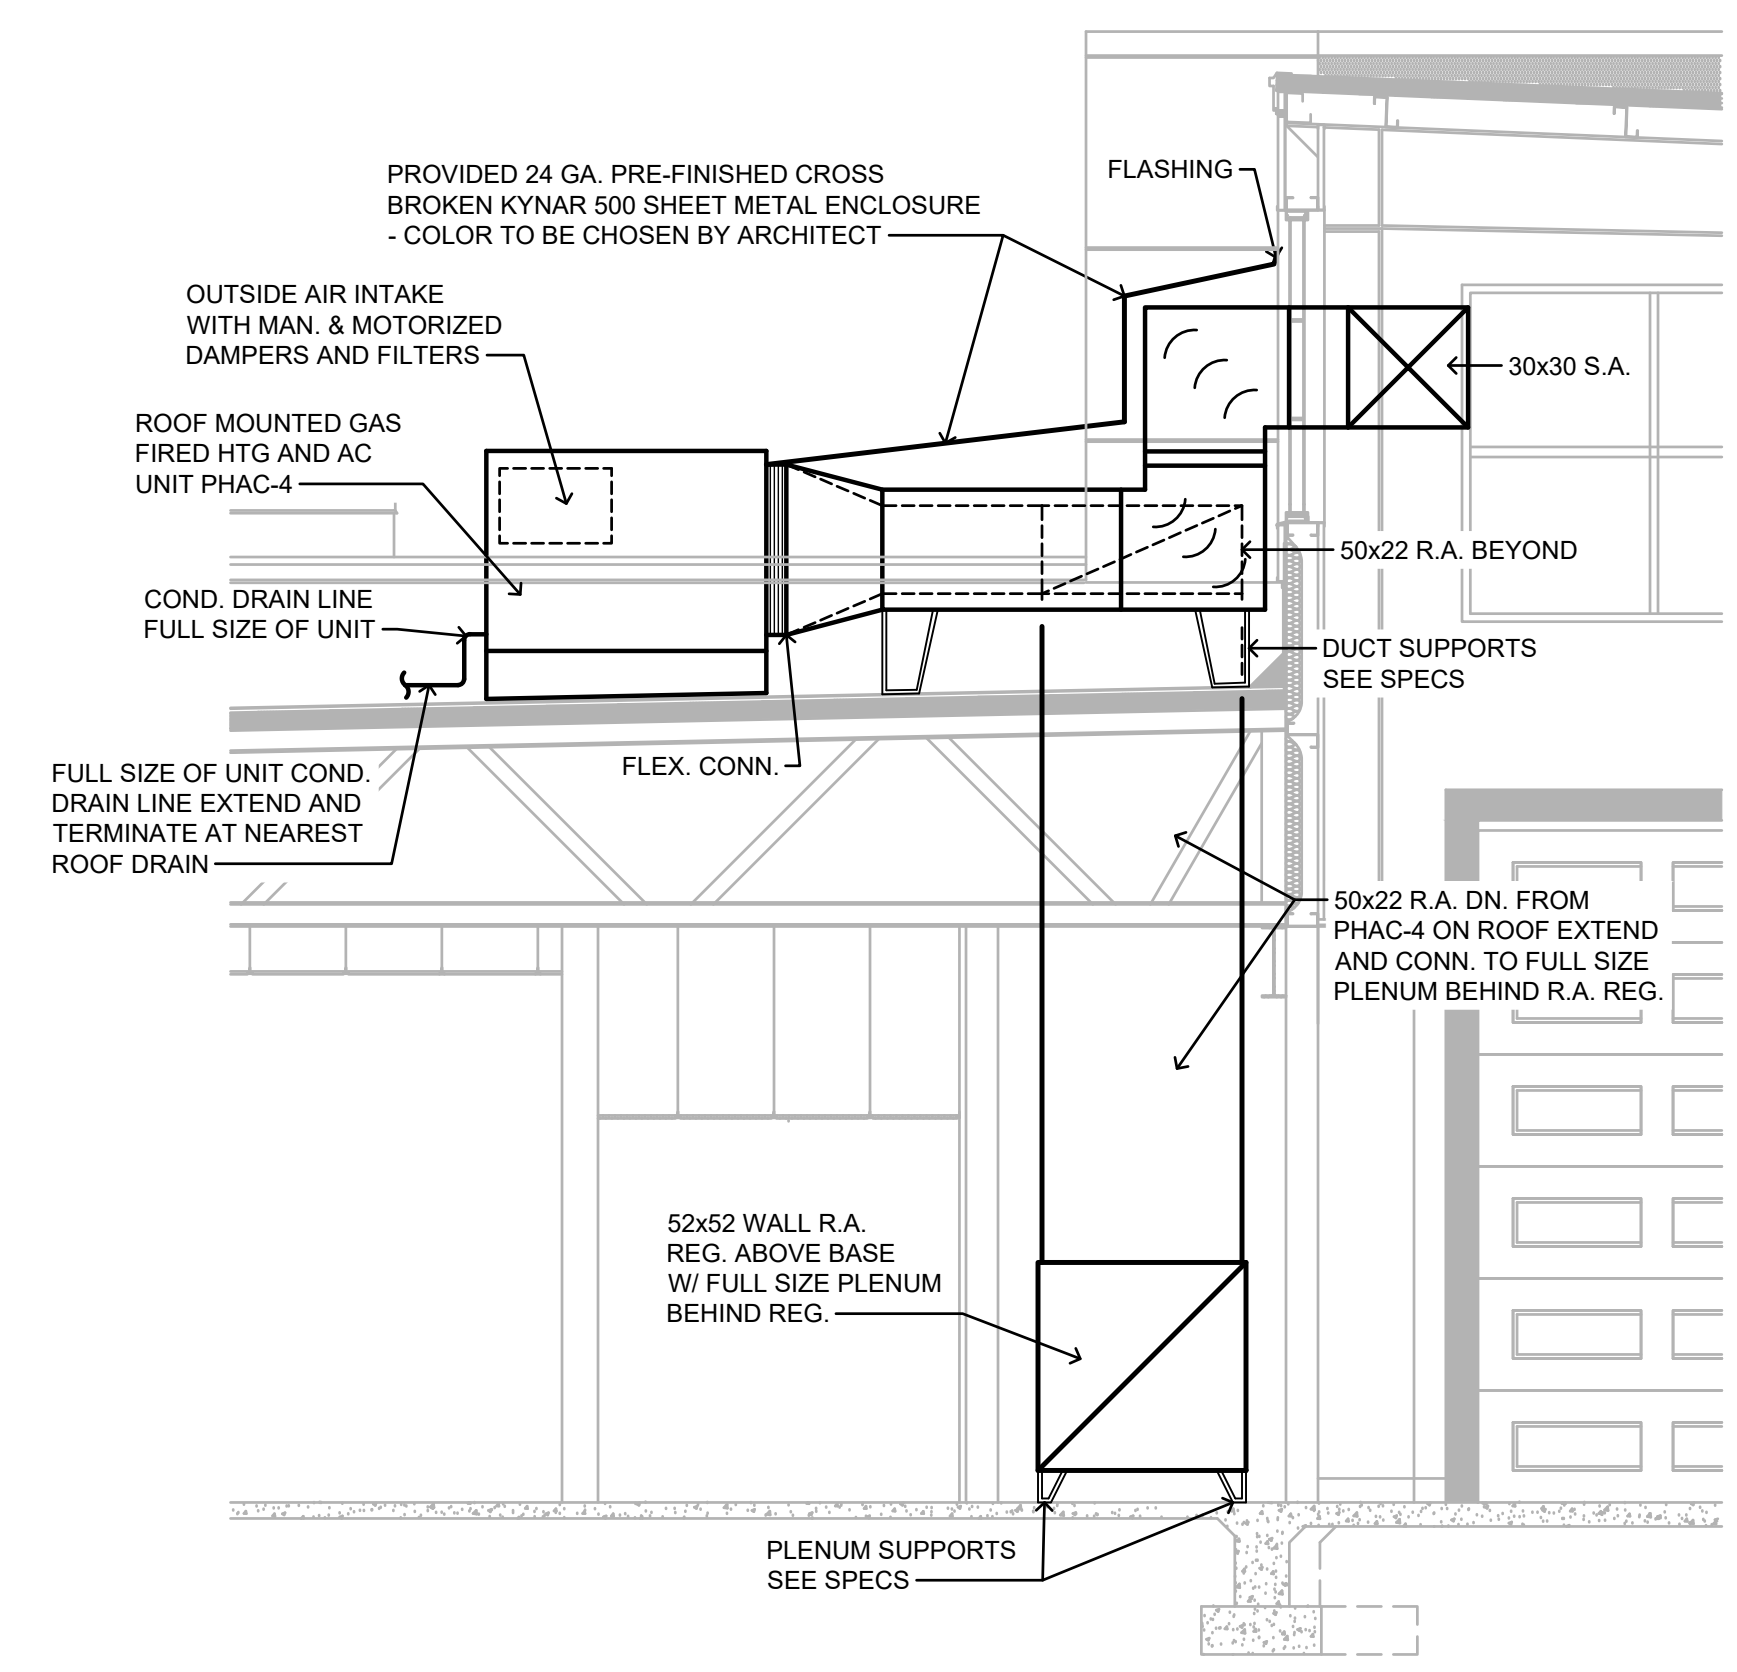 PROVIDED 24 GA. PRE-FINISHED CROSS
BROKEN KYNAR 500 SHEET METAL ENCLOSURE
- COLOR TO BE CHOSEN BY ARCHITECT
FLASHING
OUTSIDE AIR INTAKE
WITH MAN. & MOTORIZED
DAMPERS AND FILTERS
30x30 S.A.
ROOF MOUNTED GAS
FIRED HTG AND AC
UNIT PHAC-4
50x22 R.A. BEYOND
COND. DRAIN LINE
FULL SIZE OF UNIT
DUCT SUPPORTS
SEE SPECS
FLEX. CONN.
FULL SIZE OF UNIT COND.
DRAIN LINE EXTEND AND
TERMINATE AT NEAREST
ROOF DRAIN
50x22 R.A. DN. FROM
PHAC-4 ON ROOF EXTEND
AND CONN. TO FULL SIZE
PLENUM BEHIND R.A. REG.
52x52 WALL R.A.
REG. ABOVE BASE
W/ FULL SIZE PLENUM
BEHIND REG.
PLENUM SUPPORTS
SEE SPECS